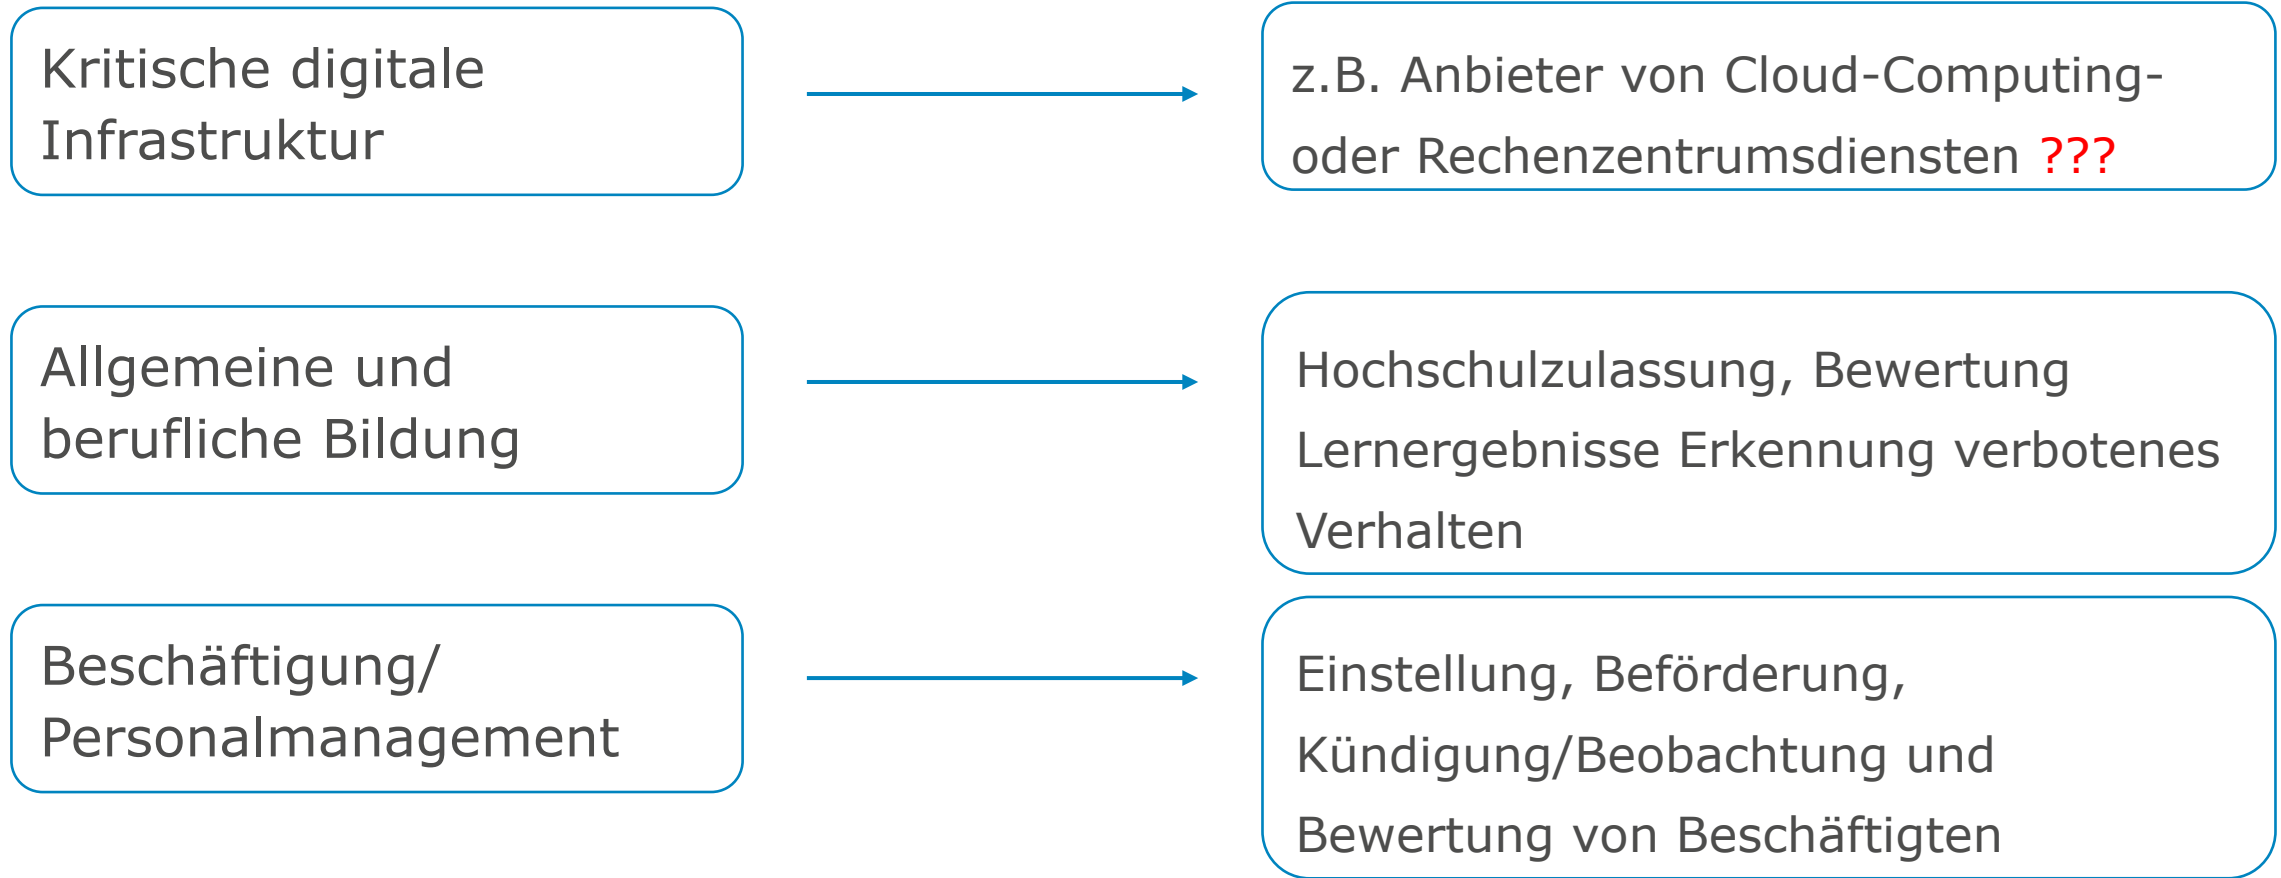 Kritische digitale
Infrastruktur
z.B. Anbieter von Cloud-Computing-
oder Rechenzentrumsdiensten ???
Allgemeine und
berufliche Bildung
Hochschulzulassung, Bewertung
Lernergebnisse Erkennung verbotenes
Verhalten
Beschäftigung/
Personalmanagement
Einstellung, Beförderung,
Kündigung/Beobachtung und
Bewertung von Beschäftigten